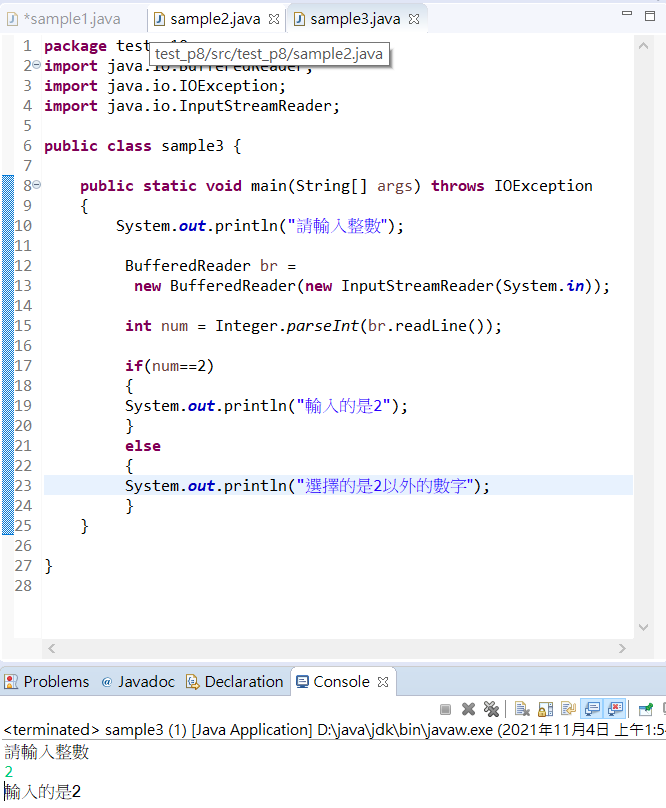 *sample1.java sample2.java sample3.java
1 package test
test_p8/src/test_p8/sample2.java
2 import java.io.BufferedReader;
3 import java.io.IOException;
4 import java.io.InputStreamReader;
5
6 public class sample3 {
7
8 public static void main(String[] args) throws IOException
9 {
10 System.out.println("請輸入整數");
11
12 BufferedReader br =
13 new BufferedReader(new InputStreamReader(System.in));
14
15 int num = Integer.parseInt(br.readLine());
16
17 if(num==2)
18 {
19 System.out.println("輸入的是2");
20 }
21 else
22 {
23 System.out.println("選擇的是2以外的數字");
24 }
25 }
26
27 }
28
Problems @ Javadoc Declaration Console
<terminated> sample3 (1) [Java Application] D:\java\jdk\bin\javaw.exe (2021年11月4日 上午1:5
請輸入整數
2
輸入的是2